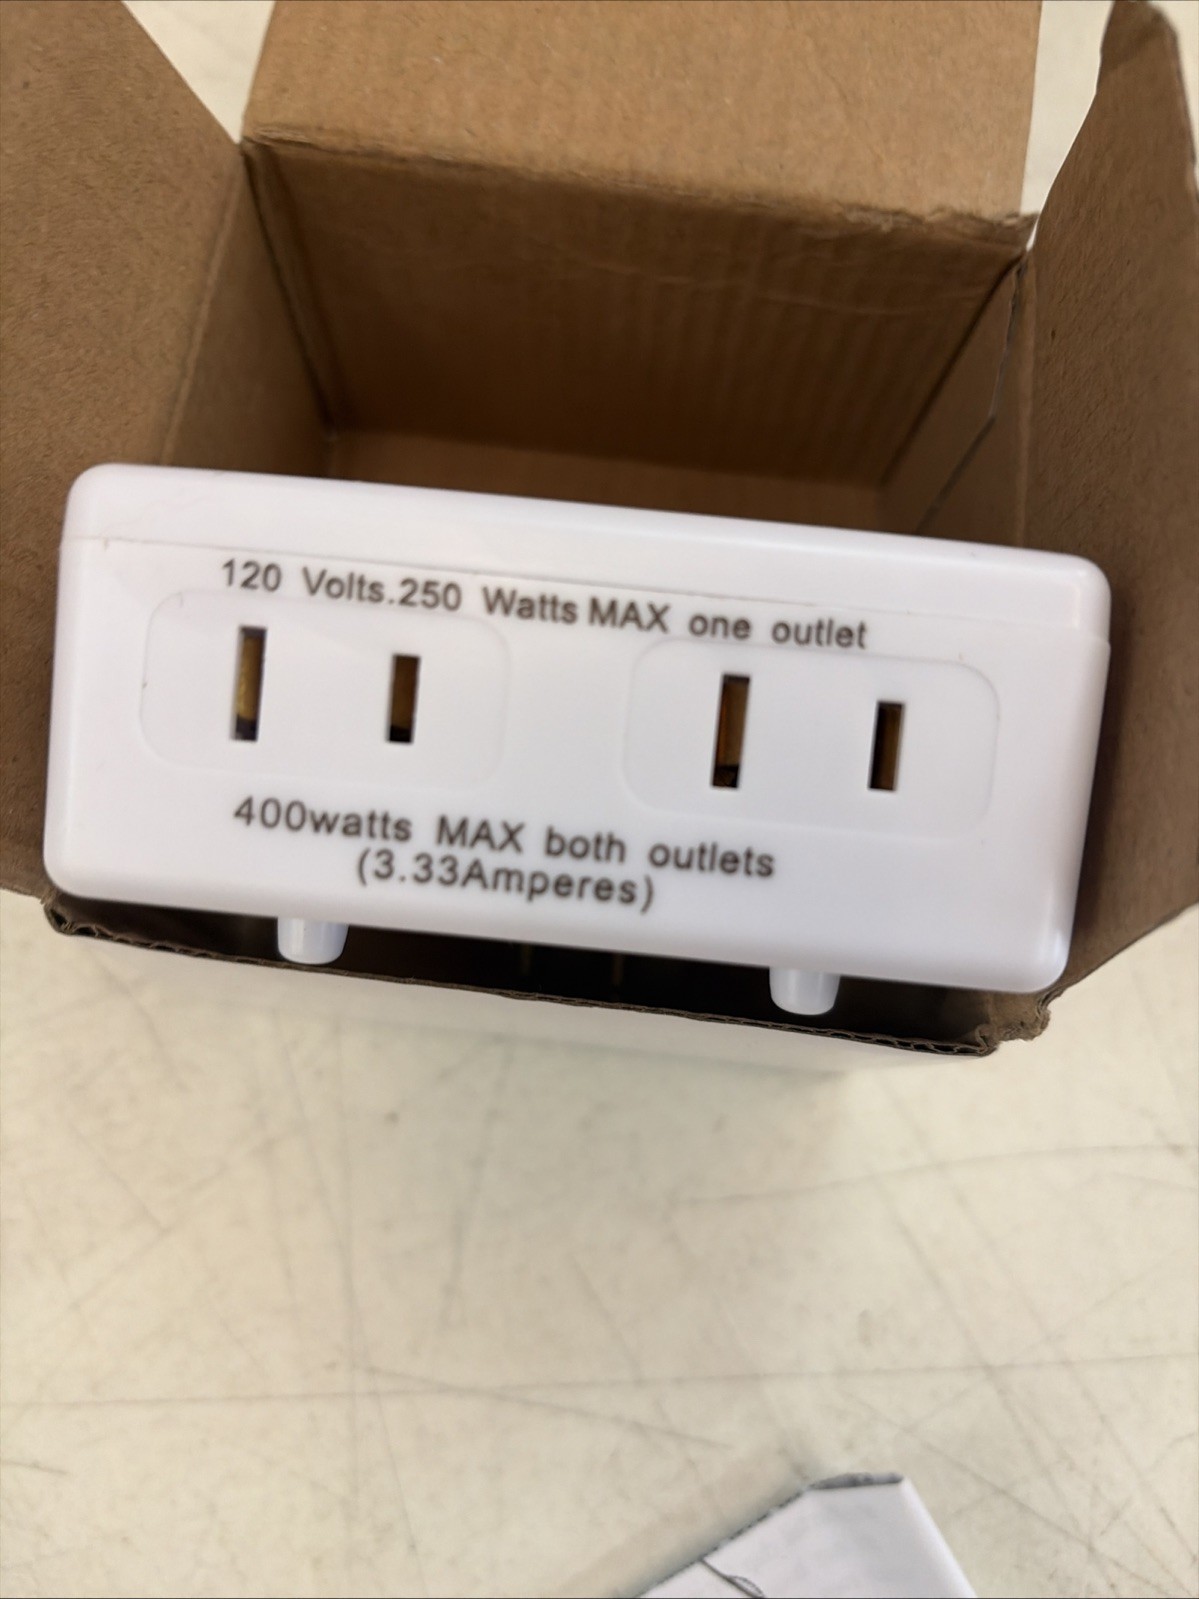 120 Volts.250 Watts MAX one outlet
400watts MAX both outlets
(3.33Amperes)